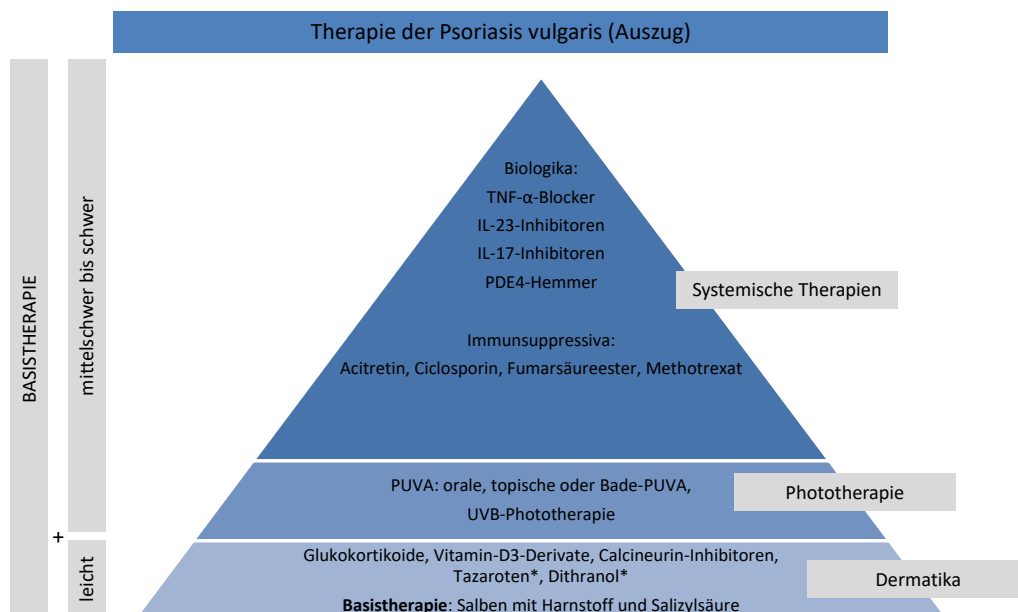 Therapie der Psoriasis vulgaris (Auszug)
BASISTHERAPIE
mittelschwer bis schwer
+
leicht
Biologika:
TNF-α-Blocker
IL-23-Inhibitoren
IL-17-Inhibitoren
PDE4-Hemmer
Systemische Therapien
Immunsuppressiva:
Acitretin, Ciclosporin, Fumarsäureester, Methotrexat
PUVA: orale, topische oder Bade-PUVA,
UVB-Phototherapie
Phototherapie
Glukokortikoide, Vitamin-D3-Derivate, Calcineurin-Inhibitoren,
Tazaroten*, Dithranol*
Basistherapie: Salben mit Harnstoff und Salizylsäure
Dermatika